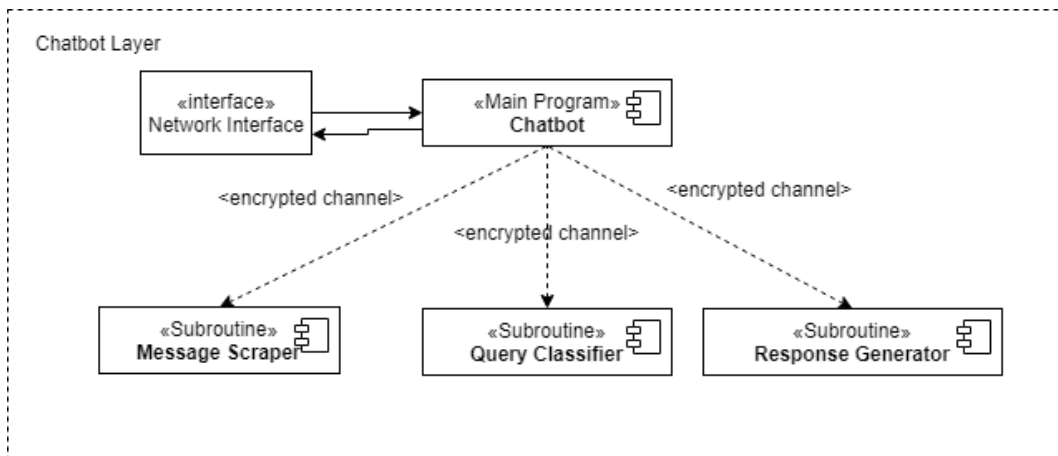 Chatbot Layer
«interface»
Network Interface
«Main Program»
Chatbot
<encrypted channel>
<encrypted channel>
<encrypted channel>
«Subroutine»
Message Scraper
«Subroutine»
Query Classifier
«Subroutine»
Response Generator